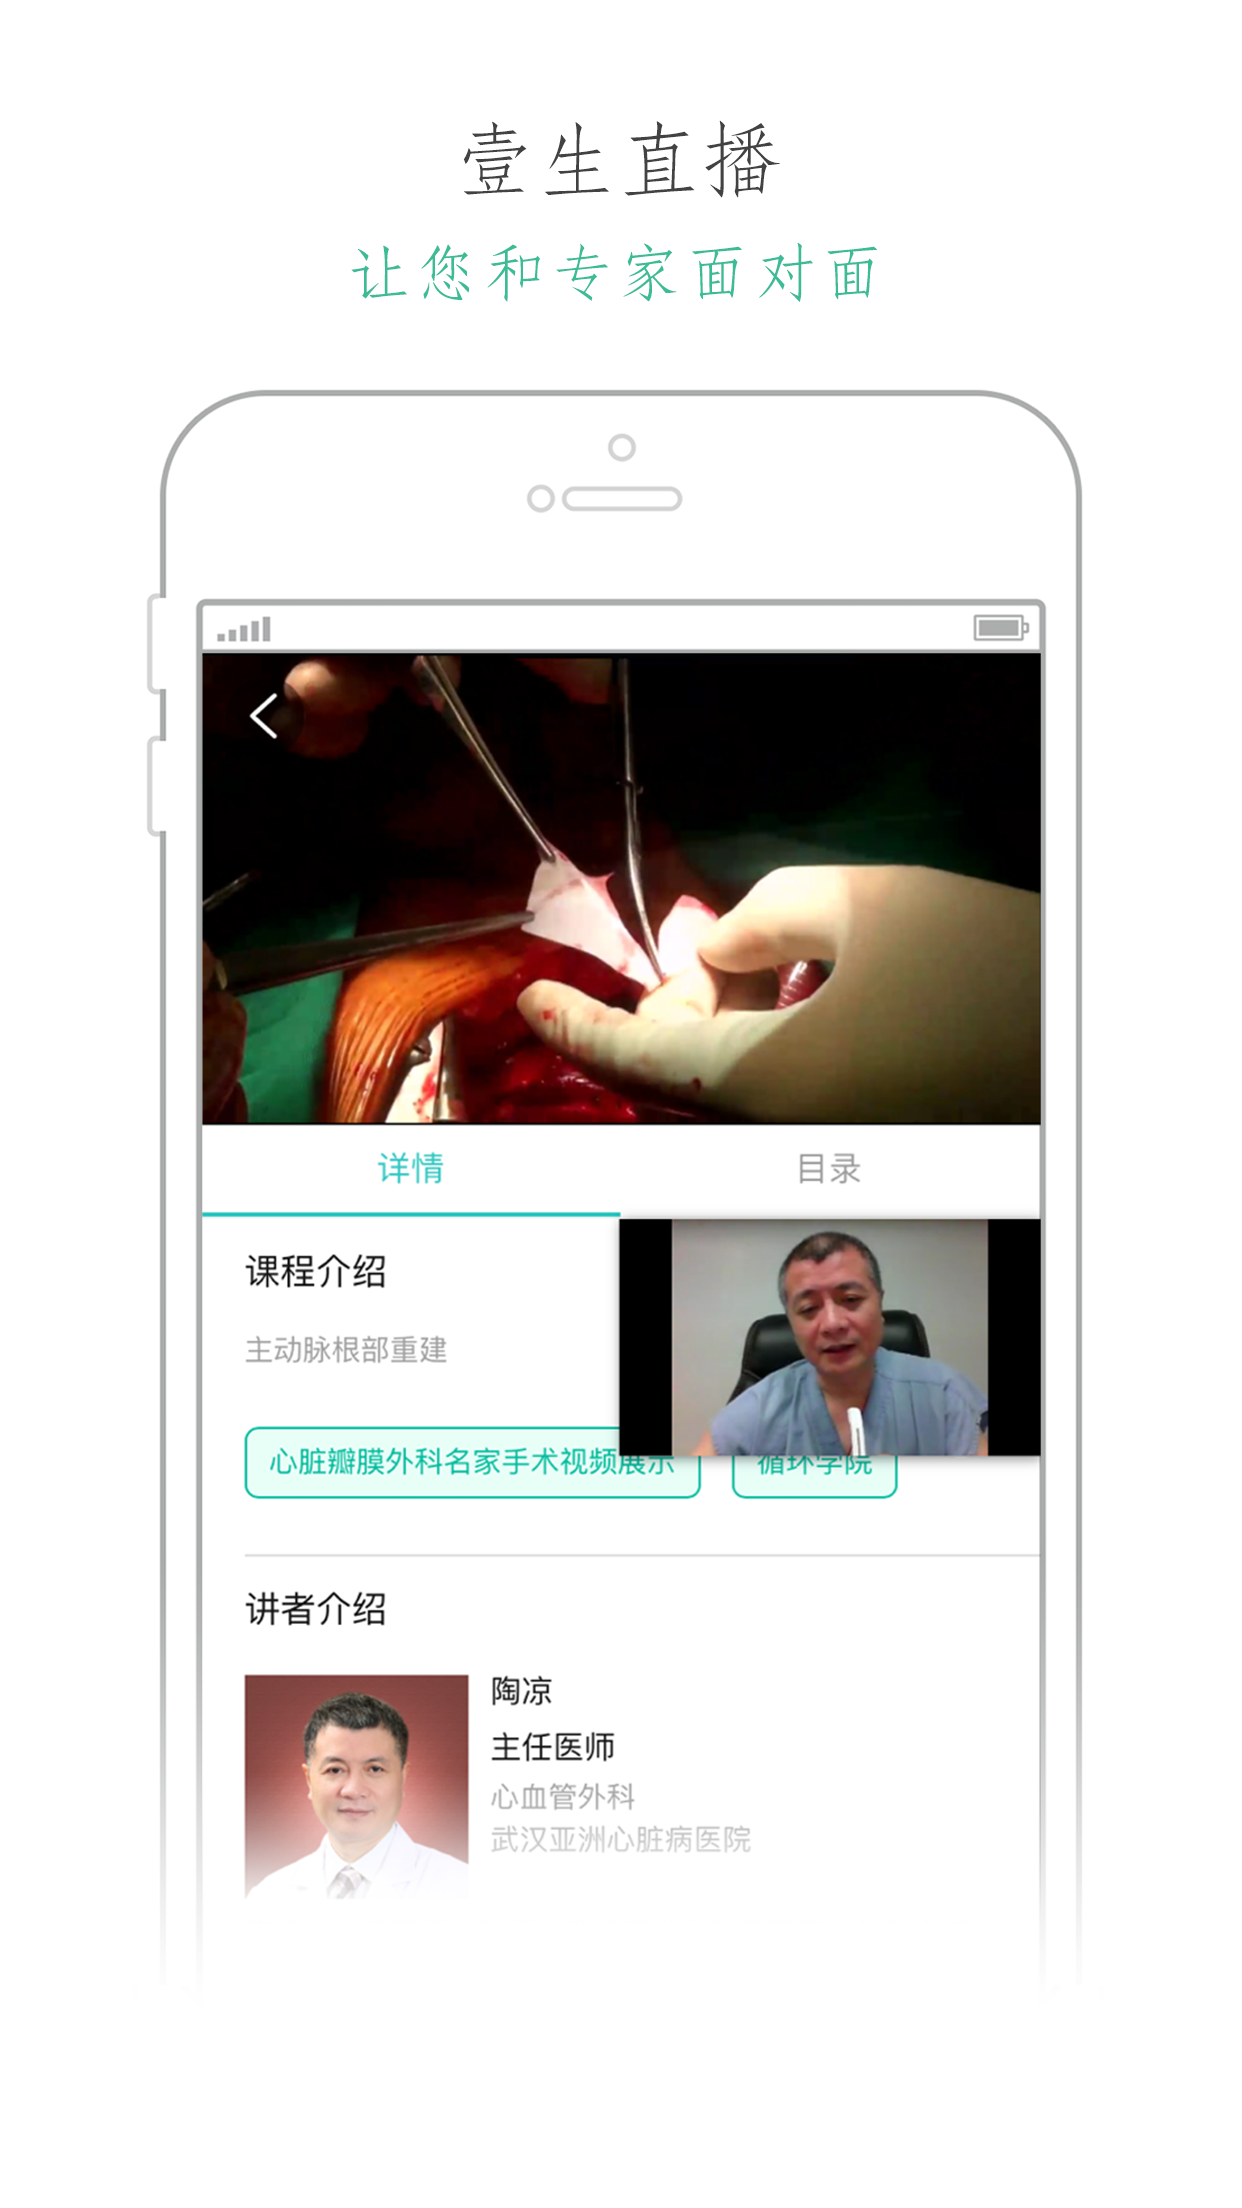 壹生直播
让您和专家面对面
详情
目录
课程介绍
主动脉根部重建
心脏瓣膜外科名家手术视频展示
循环学院
讲者介绍
陶凉
主任医师
心血管外科
武汉亚洲心脏病医院